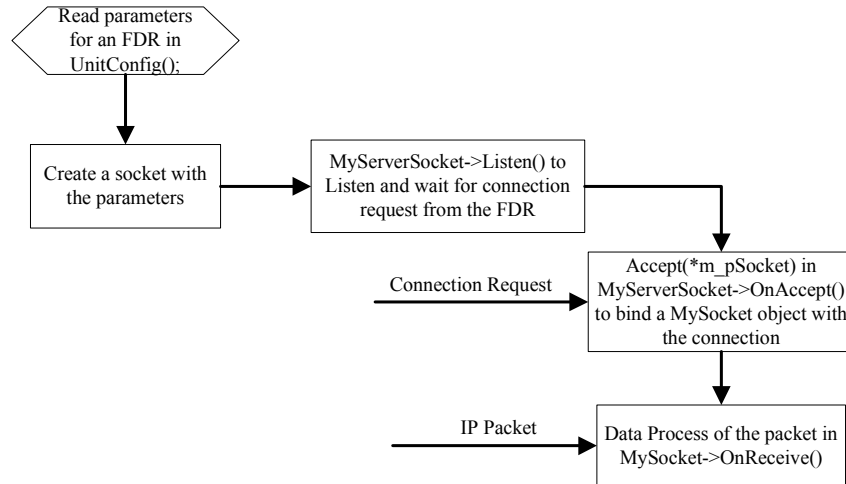 Read parameters
for an FDR in
UnitConfig();
Create a socket with
the parameters
MyServerSocket->Listen() to
Listen and wait for connection
request from the FDR
Connection Request
Accept(*m_pSocket) in
MyServerSocket->OnAccept()
to bind a MySocket object with
the connection
IP Packet
Data Process of the packet in
MySocket->OnReceive()